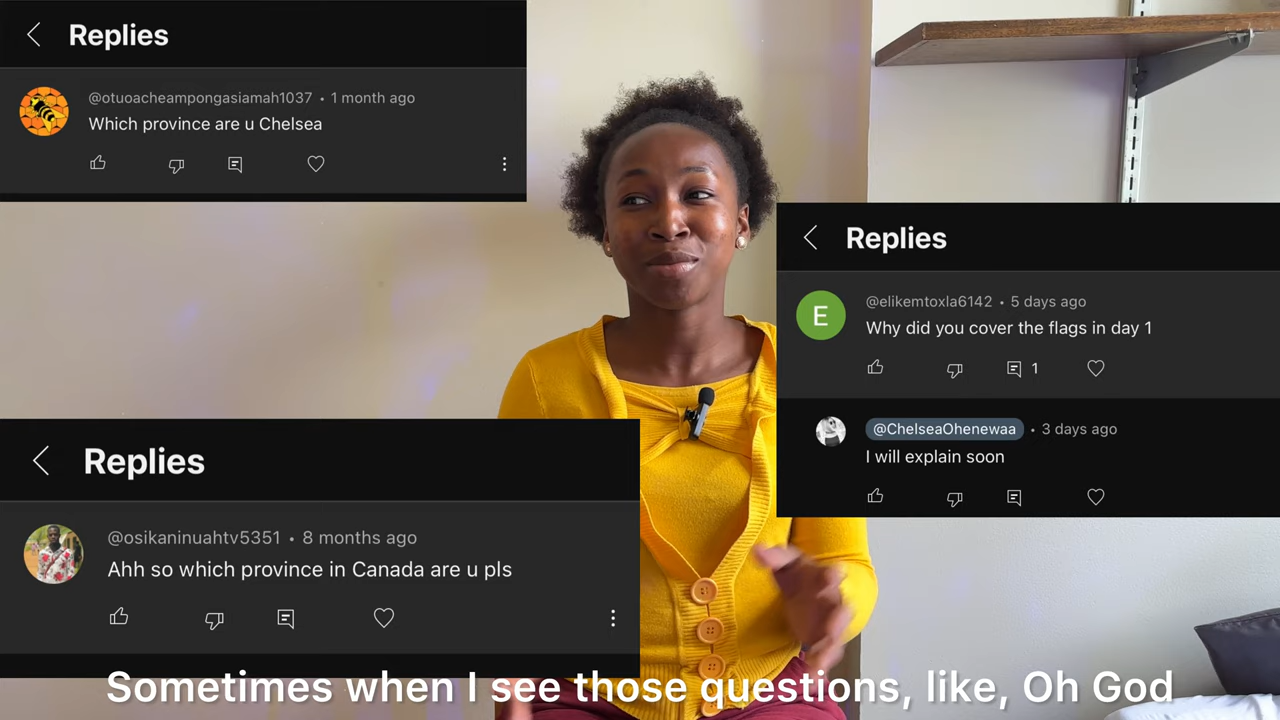 Replies
@otuoacheampongasiamah1037 • 1 month ago
Which province are u Chelsea
Replies
E
@elikemtoxla6142 • 5 days ago
Why did you cover the flags in day 1
1
@ChelseaOhenewaa • 3 days ago
I will explain soon
Replies
@osikaninuahtv5351 • 8 months ago
Ahh so which province in Canada are u pls
Sometimes when I see those questions, like, Oh God